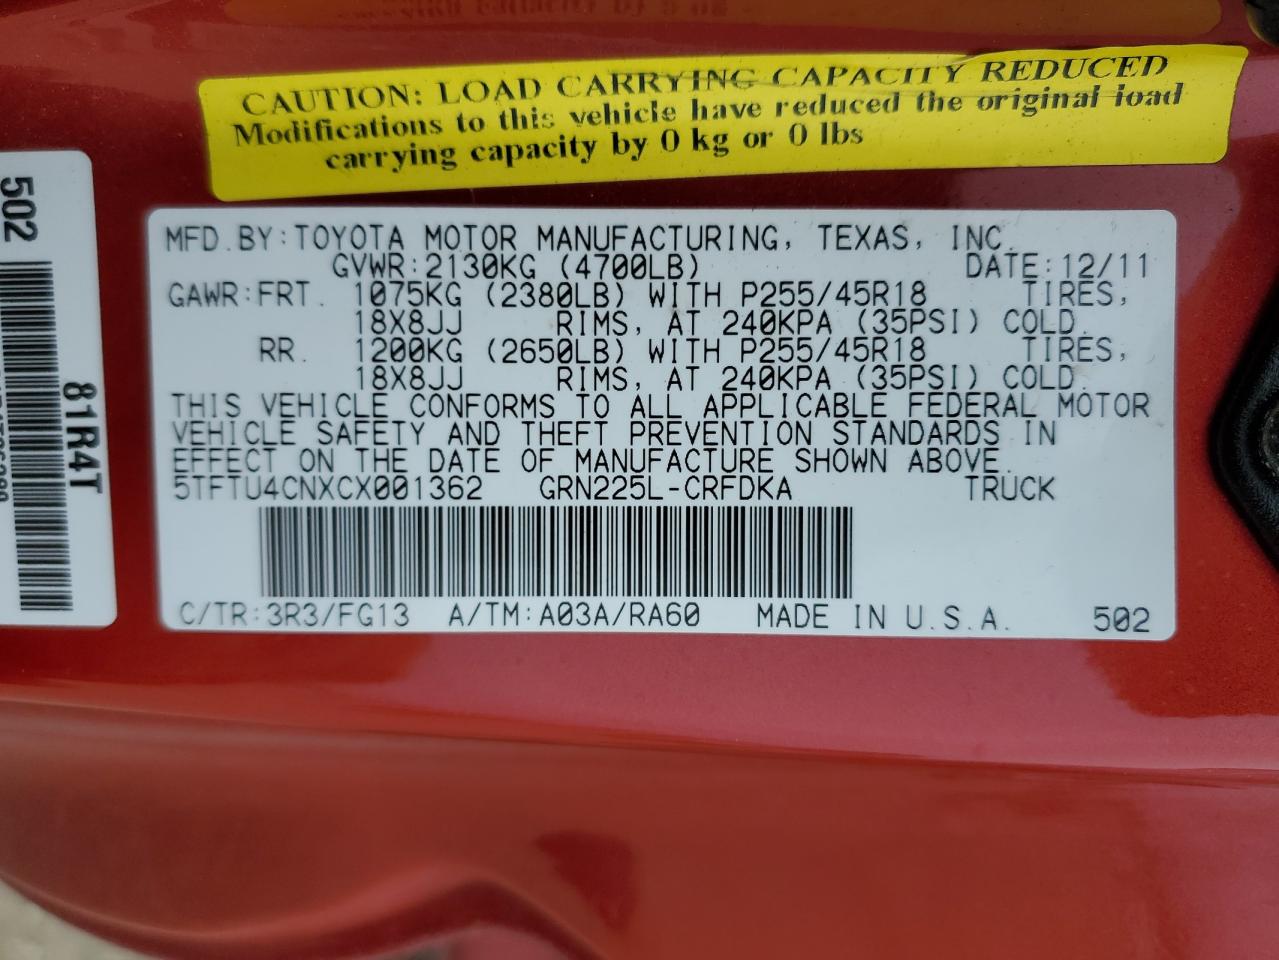 CAUTION: LOAD CARRYING CAPACITY REDUCED
Modifications to this vehicle have reduced the original load
carrying capacity by 0 kg or 0 lbs
MFD.BY:TOYOTA MOTOR MANUFACTURING, TEXAS, INC.
GVWR:2130KG (4700LB) DATE:12/11
GAWR:FRT. 1075KG (2380LB) WITH P255/45R18 TIRES,
18X8JJ RIMS, AT 240KPA (35PSI) COLD.
RR. 1200KG (2650LB) WITH P255/45R18 TIRES,
18X8JJ RIMS, AT 240KPA (35PSI) COLD.
THIS VEHICLE CONFORMS TO ALL APPLICABLE FEDERAL MOTOR
VEHICLE SAFETY AND THEFT PREVENTION STANDARDS IN
EFFECT ON THE DATE OF MANUFACTURE SHOWN ABOVE.
5TFTU4CNXCX001362 GRN225L-CRFDKA TRUCK
C/TR:3R3/FG13 A/TM:A03A/RA60 MADE IN U.S.A. 502
502
81R4T